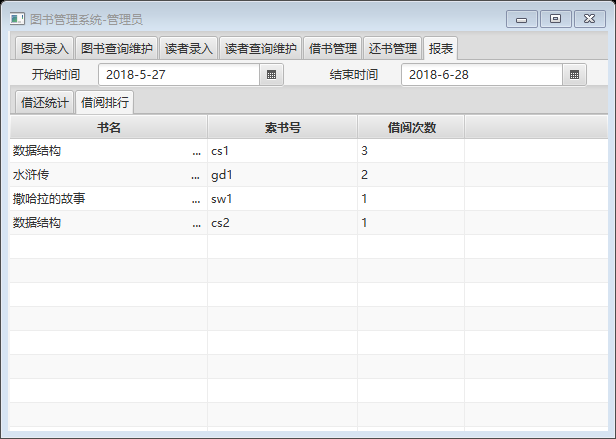 图书管理系统-管理员
图书录入 图书查询维护 读者录入 读者查询维护 借书管理 还书管理 报表
开始时间 2018-5-27 结束时间 2018-6-28
借还统计 借阅排行
书名 索书号 借阅次数
数据结构 ... cs1 3
水浒传 ... gd1 2
撒哈拉的故事 ... sw1 1
数据结构 ... cs2 1